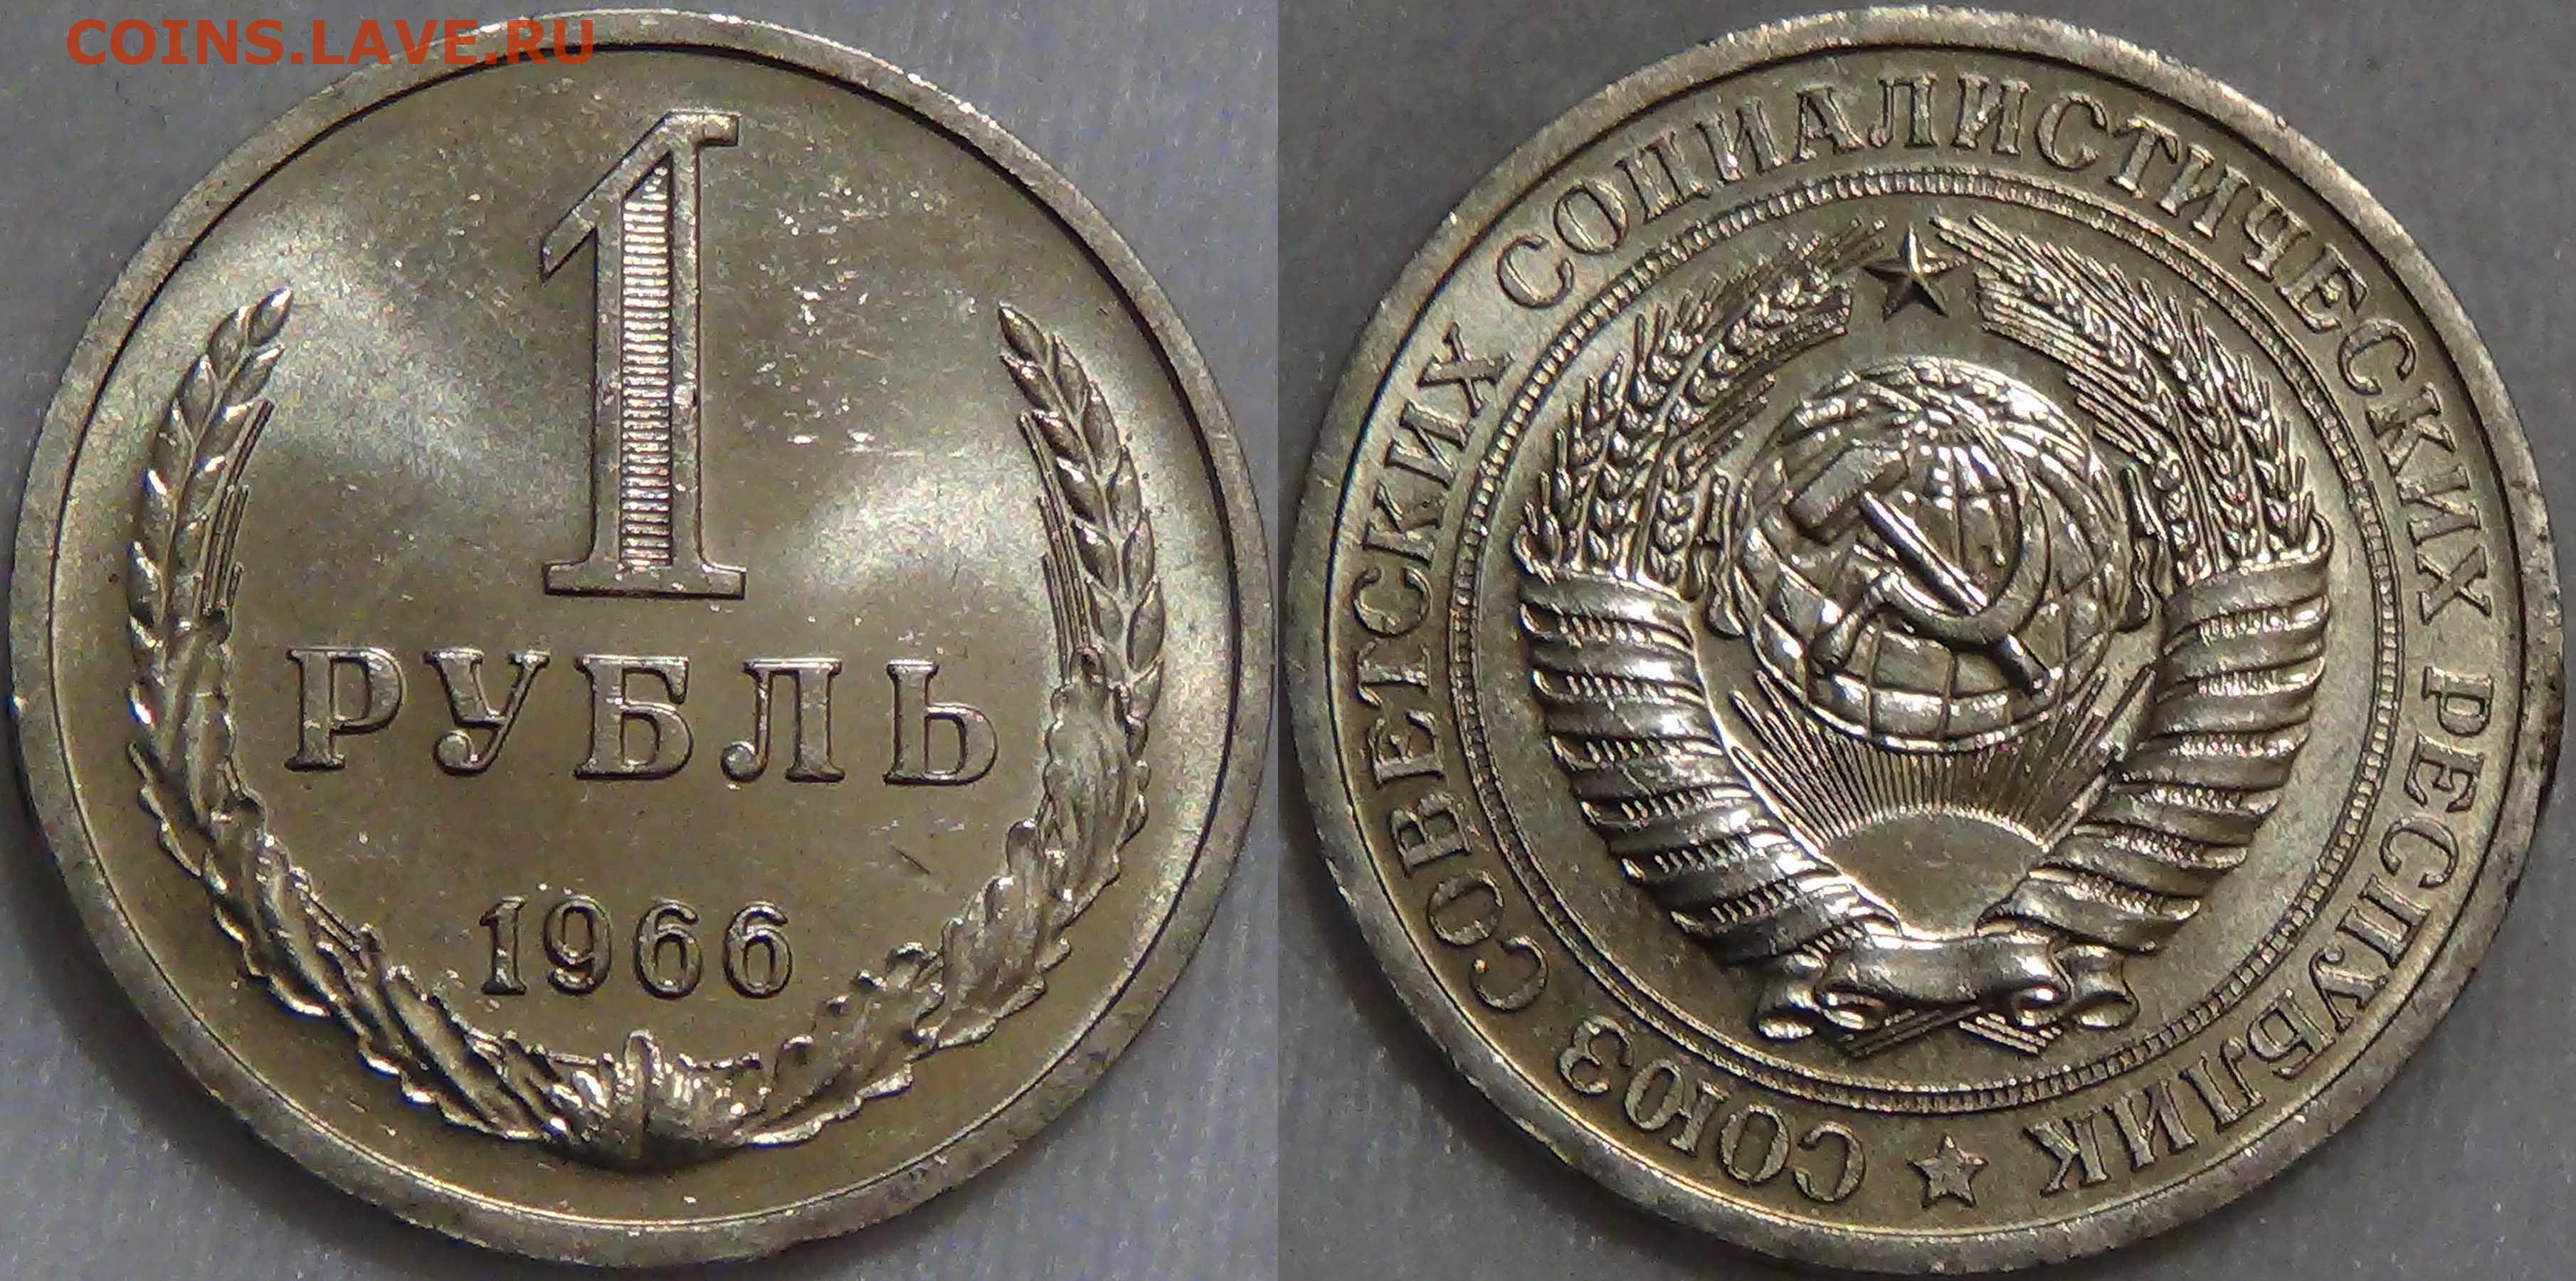 COINS.LAVE.RU
1
РУБЛЬ
1966
СОЮЗ СОВЕТСКИХ СОЦИАЛИСТИЧЕСКИХ РЕСПУБЛИК